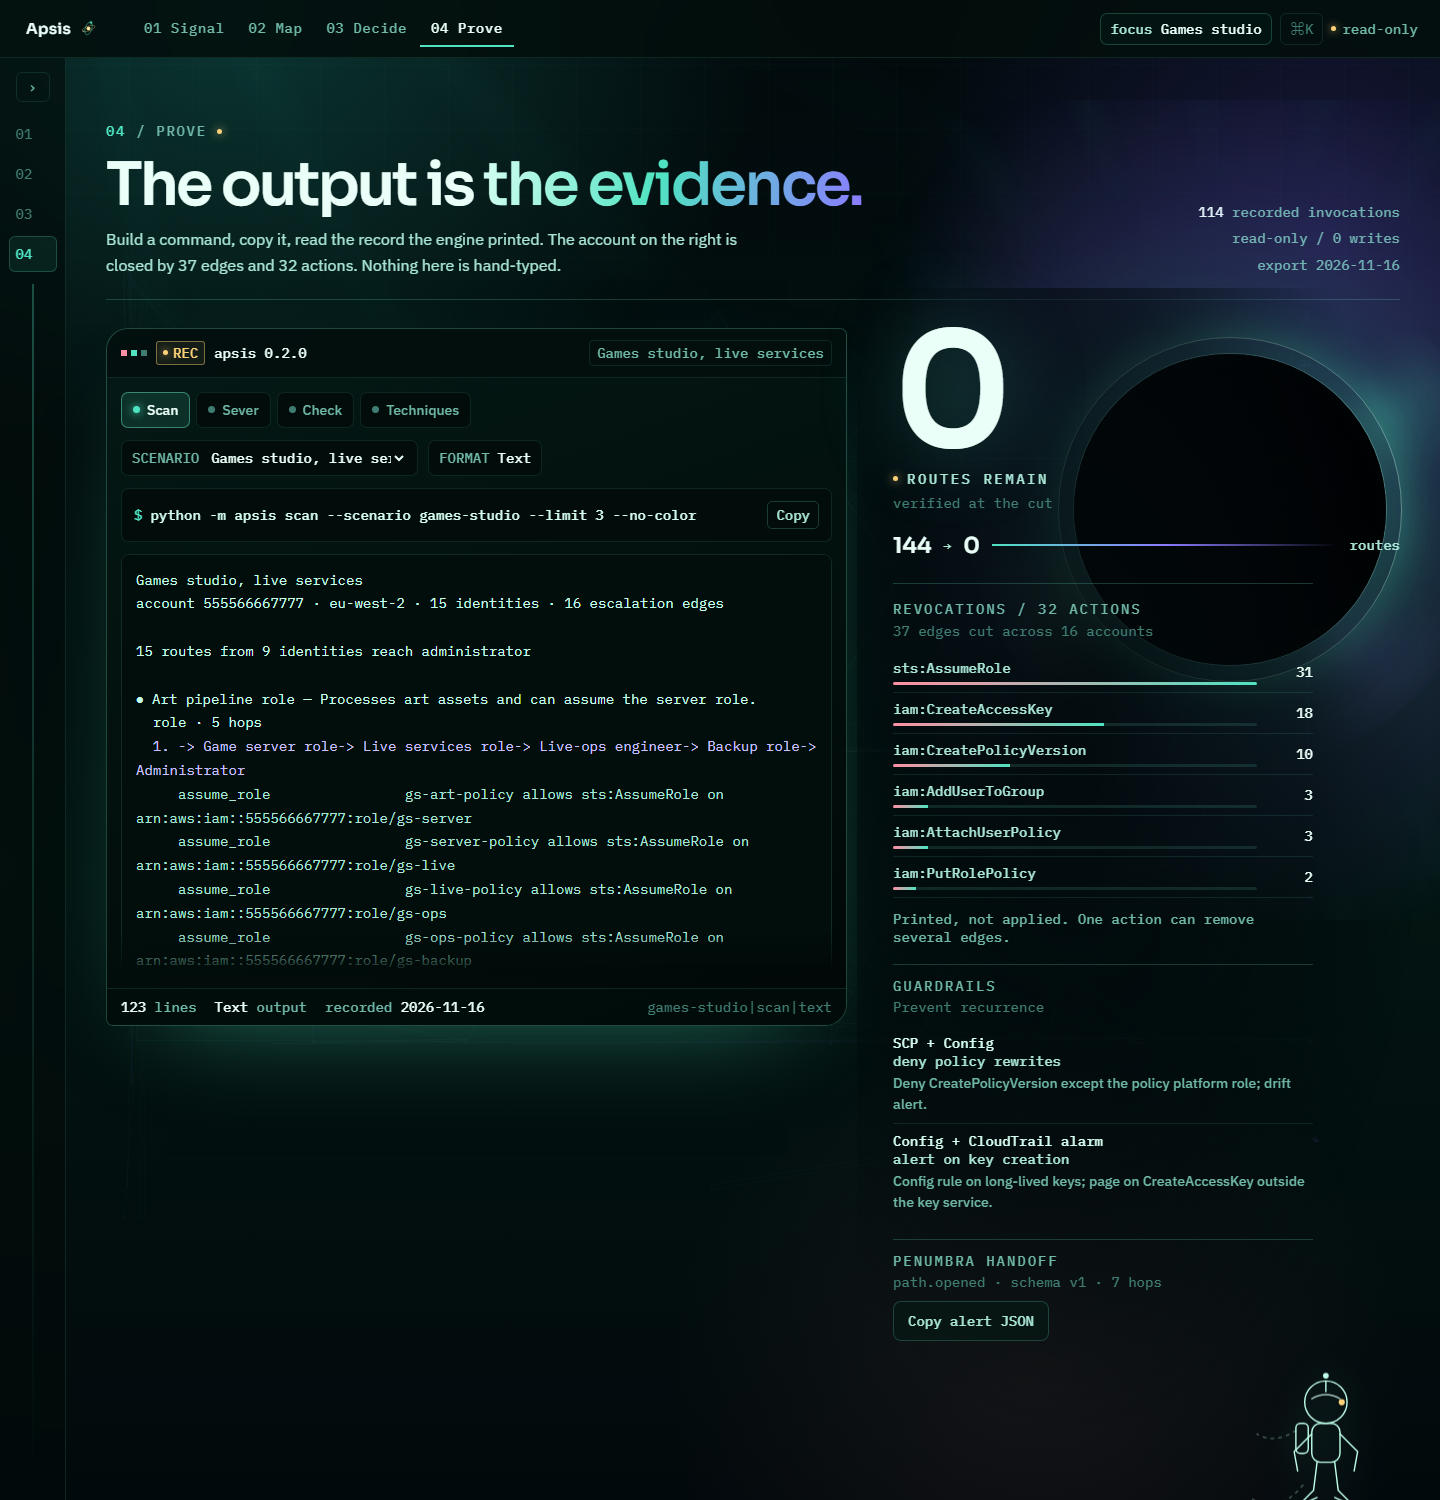 Apsis
01 Signal
02 Map
03 Decide
04 Prove
focus Games studio
⌘K
read-only
›
01
02
03
04
04 / PROVE
The output is the evidence.
Build a command, copy it, read the record the engine printed. The account on the right is
closed by 37 edges and 32 actions. Nothing here is hand-typed.
114 recorded invocations
read-only / 0 writes
export 2026-11-16
REC
apsis 0.2.0
Games studio, live services
Scan
Sever
Check
Techniques
SCENARIO Games studio, live ser
FORMAT Text
$ python -m apsis scan --scenario games-studio --limit 3 --no-color
Copy
Games studio, live services
account 555566667777 · eu-west-2 · 15 identities · 16 escalation edges
15 routes from 9 identities reach administrator
● Art pipeline role — Processes art assets and can assume the server role.
role · 5 hops
1. -> Game server role-> Live services role-> Live-ops engineer-> Backup role->
Administrator
assume_role gs-art-policy allows sts:AssumeRole on
arn:aws:iam::555566667777:role/gs-server
assume_role gs-server-policy allows sts:AssumeRole on
arn:aws:iam::555566667777:role/gs-live
assume_role gs-live-policy allows sts:AssumeRole on
arn:aws:iam::555566667777:role/gs-ops
assume_role gs-ops-policy allows sts:AssumeRole on
arn:aws:iam::555566667777:role/gs-backup
123 lines Text output recorded 2026-11-16
games-studio|scan|text
0
ROUTES REMAIN
verified at the cut
144 → 0
routes
REVOCATIONS / 32 ACTIONS
37 edges cut across 16 accounts
sts:AssumeRole 31
iam:CreateAccessKey 18
iam:CreatePolicyVersion 10
iam:AddUserToGroup 3
iam:AttachUserPolicy 3
iam:PutRolePolicy 2
Printed, not applied. One action can remove
several edges.
GUARDRAILS
Prevent recurrence
SCP + Config
deny policy rewrites
Deny CreatePolicyVersion except the policy platform role; drift
alert.
Config + CloudTrail alarm
alert on key creation
Config rule on long-lived keys; page on CreateAccessKey outside
the key service.
PENUMBRA HANDOFF
path.opened · schema v1 · 7 hops
Copy alert JSON